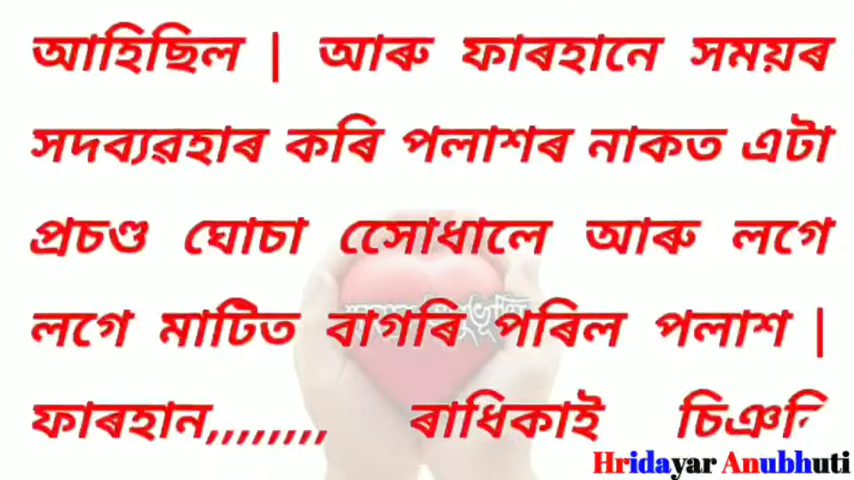 আহিছিল | আৰু ফাৰহানে সময়ৰ
সদব্যৱহাৰ কৰি পলাশৰ নাকত এটা
প্ৰচণ্ড ঘোচা সোেধালে আৰু লগে
লগে মাটিত বাগৰি পৰিল পলাশ |
ফাৰহান,,,,,,,, ৰাধিকাই
Hridayar Anubhuti